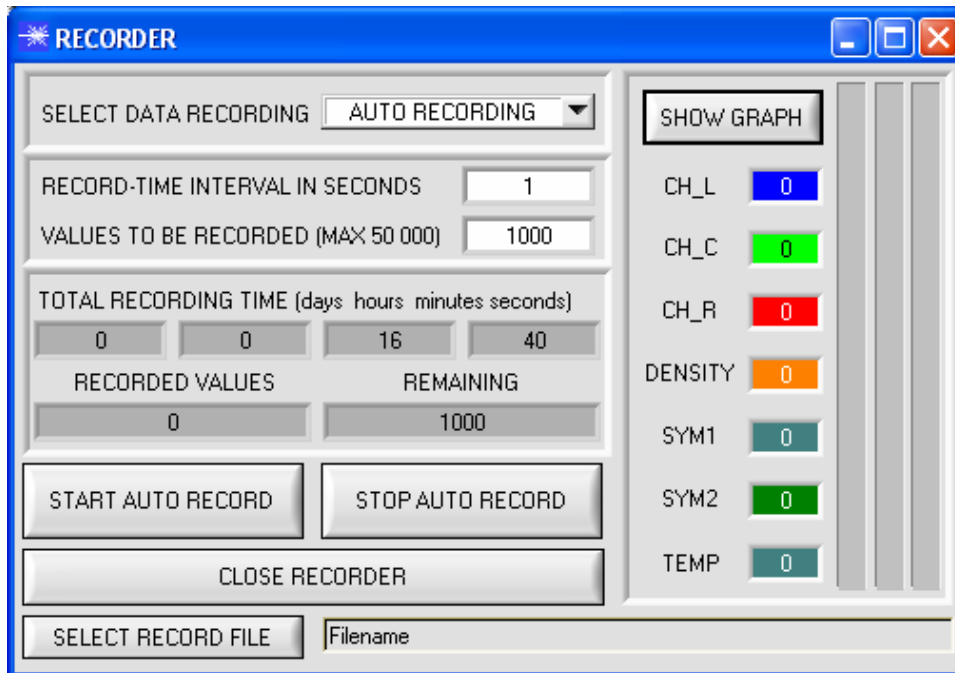 RECORDER
SELECT DATA RECORDING AUTO RECORDING
RECORD-TIME INTERVAL IN SECONDS 1
VALUES TO BE RECORDED (MAX 50 000) 1000
TOTAL RECORDING TIME (days hours minutes seconds)
0 0 16 40
RECORDED VALUES REMAINING
0 1000
START AUTO RECORD STOP AUTO RECORD
CLOSE RECORDER
SELECT RECORD FILE Filename
SHOW GRAPH
CH_L 0
CH_C 0
CH_R 0
DENSITY 0
SYM1 0
SYM2 0
TEMP 0